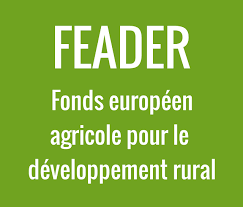 FEADER
Fonds européen
agricole pour le
développement rural